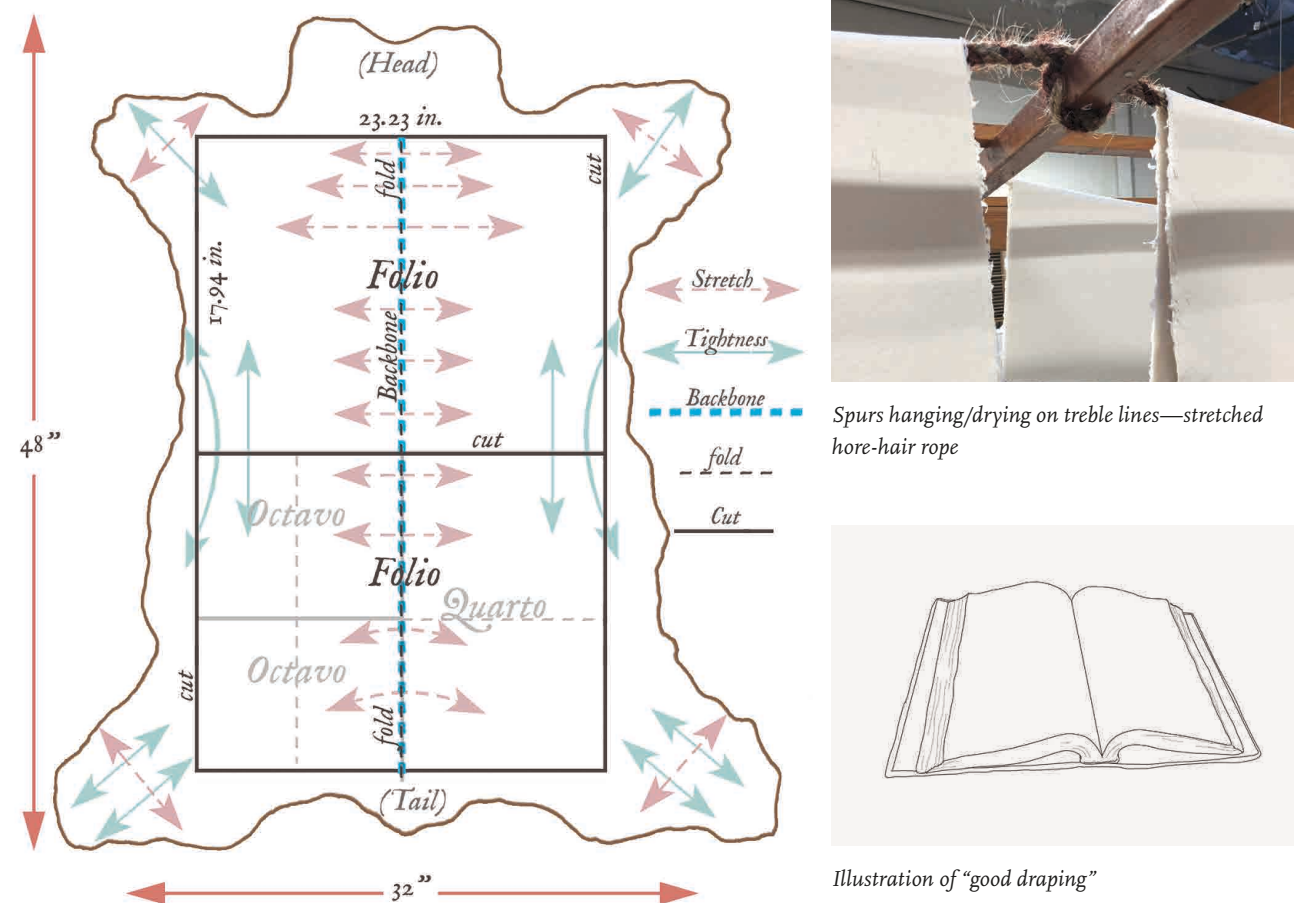 (Head)
23.23 in.
fold
cut
17.94 in.
Folio
Backbone
cut
48”
Octavo
Folio
Quarto
Octavo
cut
fold
(Tail)
32”
Stretch
Tightness
Backbone
fold
Cut
Spurs hanging/drying on treble lines—stretched
hore-hair rope
Illustration of “good draping”